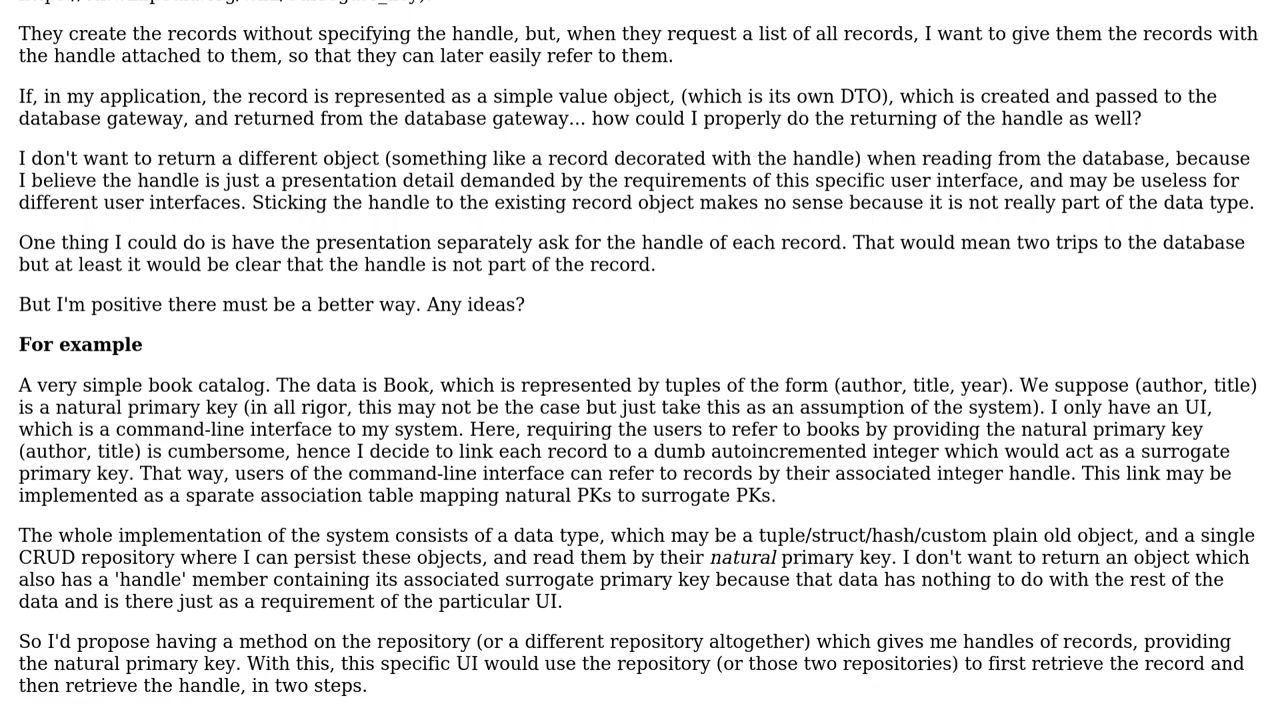 They create the records without specifying the handle, but, when they request a list of all records, I want to give them the records with
the handle attached to them, so that they can later easily refer to them.
If, in my application, the record is represented as a simple value object, (which is its own DTO), which is created and passed to the
database gateway, and returned from the database gateway... how could I properly do the returning of the handle as well?
I don't want to return a different object (something like a record decorated with the handle) when reading from the database, because
I believe the handle is just a presentation detail demanded by the requirements of this specific user interface, and may be useless for
different user interfaces. Sticking the handle to the existing record object makes no sense because it is not really part of the data type.
One thing I could do is have the presentation separately ask for the handle of each record. That would mean two trips to the database
but at least it would be clear that the handle is not part of the record.
But I'm positive there must be a better way. Any ideas?
For example
A very simple book catalog. The data is Book, which is represented by tuples of the form (author, title, year). We suppose (author, title)
is a natural primary key (in all rigor, this may not be the case but just take this as an assumption of the system). I only have an UI,
which is a command-line interface to my system. Here, requiring the users to refer to books by providing the natural primary key
(author, title) is cumbersome, hence I decide to link each record to a dumb autoincremented integer which would act as a surrogate
primary key. That way, users of the command-line interface can refer to records by their associated integer handle. This link may be
implemented as a sparate association table mapping natural PKs to surrogate PKs.
The whole implementation of the system consists of a data type, which may be a tuple/struct/hash/custom plain old object, and a single
CRUD repository where I can persist these objects, and read them by their natural primary key. I don't want to return an object which
also has a 'handle' member containing its associated surrogate primary key because that data has nothing to do with the rest of the
data and is there just as a requirement of the particular UI.
So I'd propose having a method on the repository (or a different repository altogether) which gives me handles of records, providing
the natural primary key. With this, this specific UI would use the repository (or those two repositories) to first retrieve the record and
then retrieve the handle, in two steps.